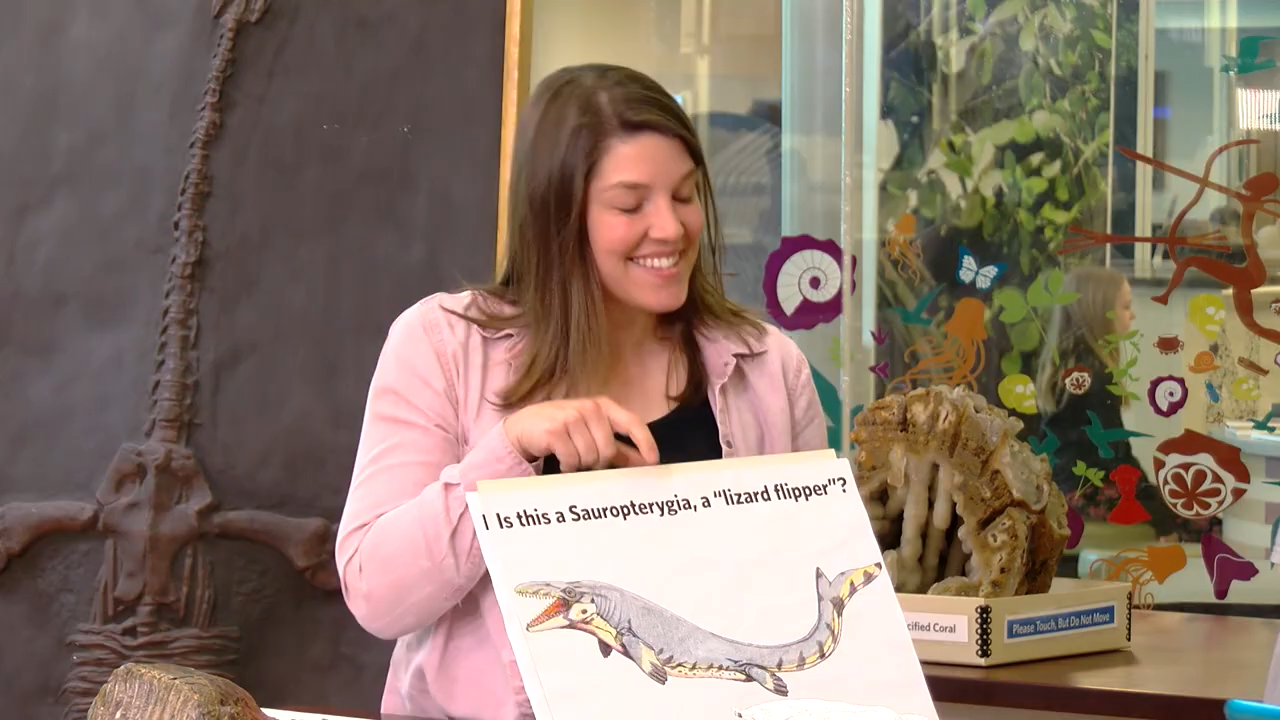 I Is this a Sauropterygia, a "lizard flipper"?
cified Coral
Please Touch, But Do Not Move